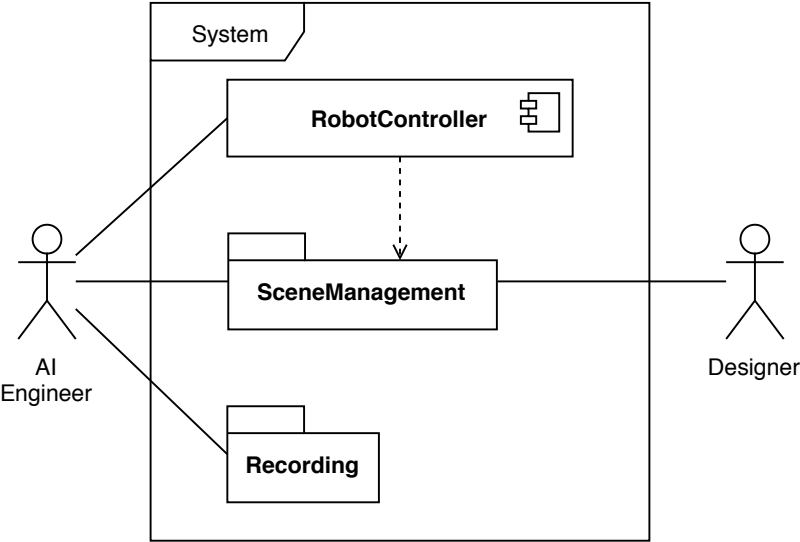 System
RobotController
SceneManagement
AI
Engineer
Designer
Recording